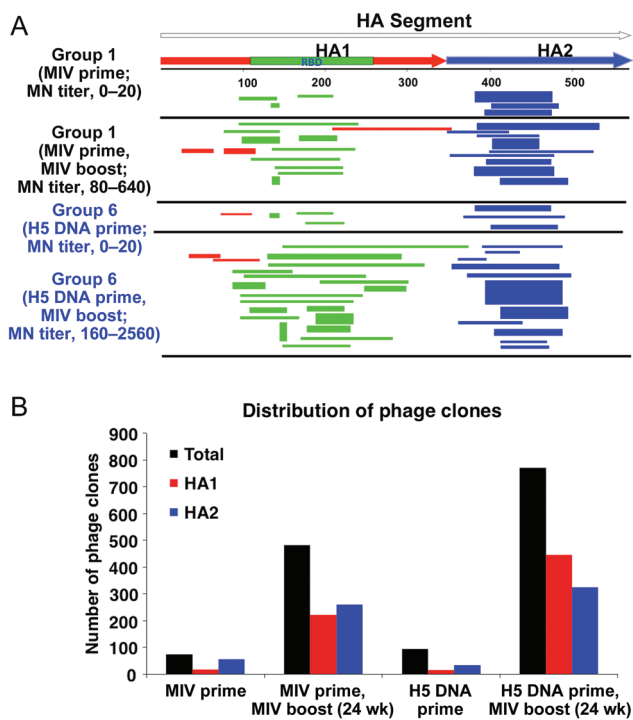 A
HA Segment
HA1
HA2
RBD
100
200
300
400
500
Group 1
(MIV prime;
MN titer, 0–20)
Group 1
(MIV prime,
MIV boost;
MN titer, 80–640)
Group 6
(H5 DNA prime;
MN titer, 0–20)
Group 6
(H5 DNA prime,
MIV boost;
MN titer, 160–2560)
B
Distribution of phage clones
Number of phage clones
900
800
700
600
500
400
300
200
100
0
Total
HA1
HA2
MIV prime
MIV prime,
MIV boost (24 wk)
H5 DNA
prime
H5 DNA prime,
MIV boost (24 wk)